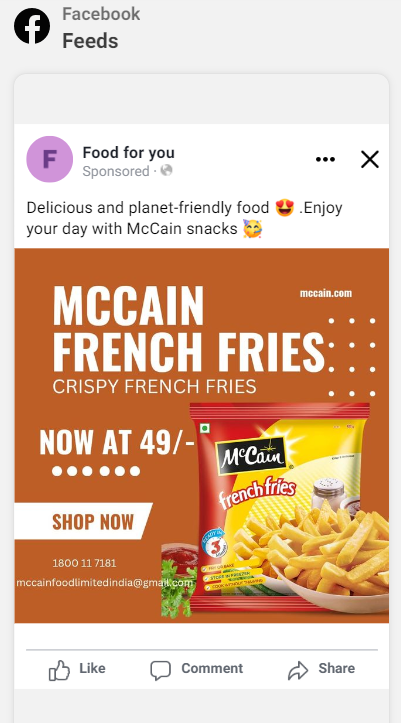 Facebook
Feeds
F
Food for you
Sponsored
Delicious and planet-friendly food 😍 .Enjoy
your day with McCain snacks 🥳
mccain.com
MCCAIN
FRENCH FRIES
CRISPY FRENCH FRIES
NOW AT 49/-
SHOP NOW
1800 11 7181
mccainfoodlimitedindia@gmail.com
McCain
french fries
3
Like
Comment
Share